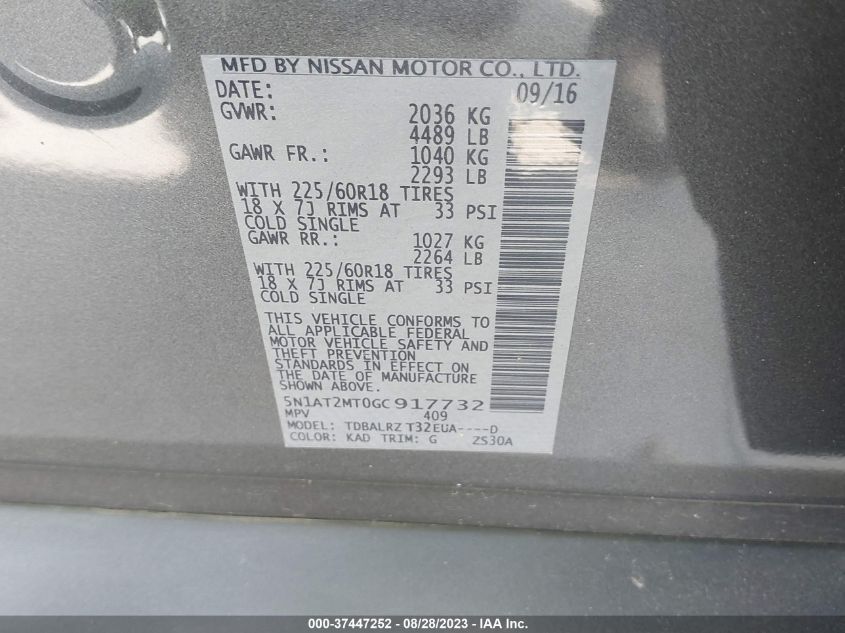 MFD BY NISSAN MOTOR CO., LTD.
DATE: 09/16
GVWR: 2036 KG
4489 LB
GAWR FR.: 1040 KG
2293 LB
WITH 225/60R18 TIRES
18 X 7J RIMS AT 33 PSI
COLD SINGLE
GAWR RR.: 1027 KG
2264 LB
WITH 225/60R18 TIRES
18 X 7J RIMS AT 33 PSI
COLD SINGLE
THIS VEHICLE CONFORMS TO
ALL APPLICABLE FEDERAL
MOTOR VEHICLE SAFETY AND
THEFT PREVENTION
STANDARDS IN EFFECT ON
THE DATE OF MANUFACTURE
SHOWN ABOVE.
5N1AT2MT0GC917732
MPV 409
MODEL: TDBALRZ T32EUA----D
COLOR: KAD TRIM: G ZS30A
000-37447252 - 08/28/2023 - IAA Inc.